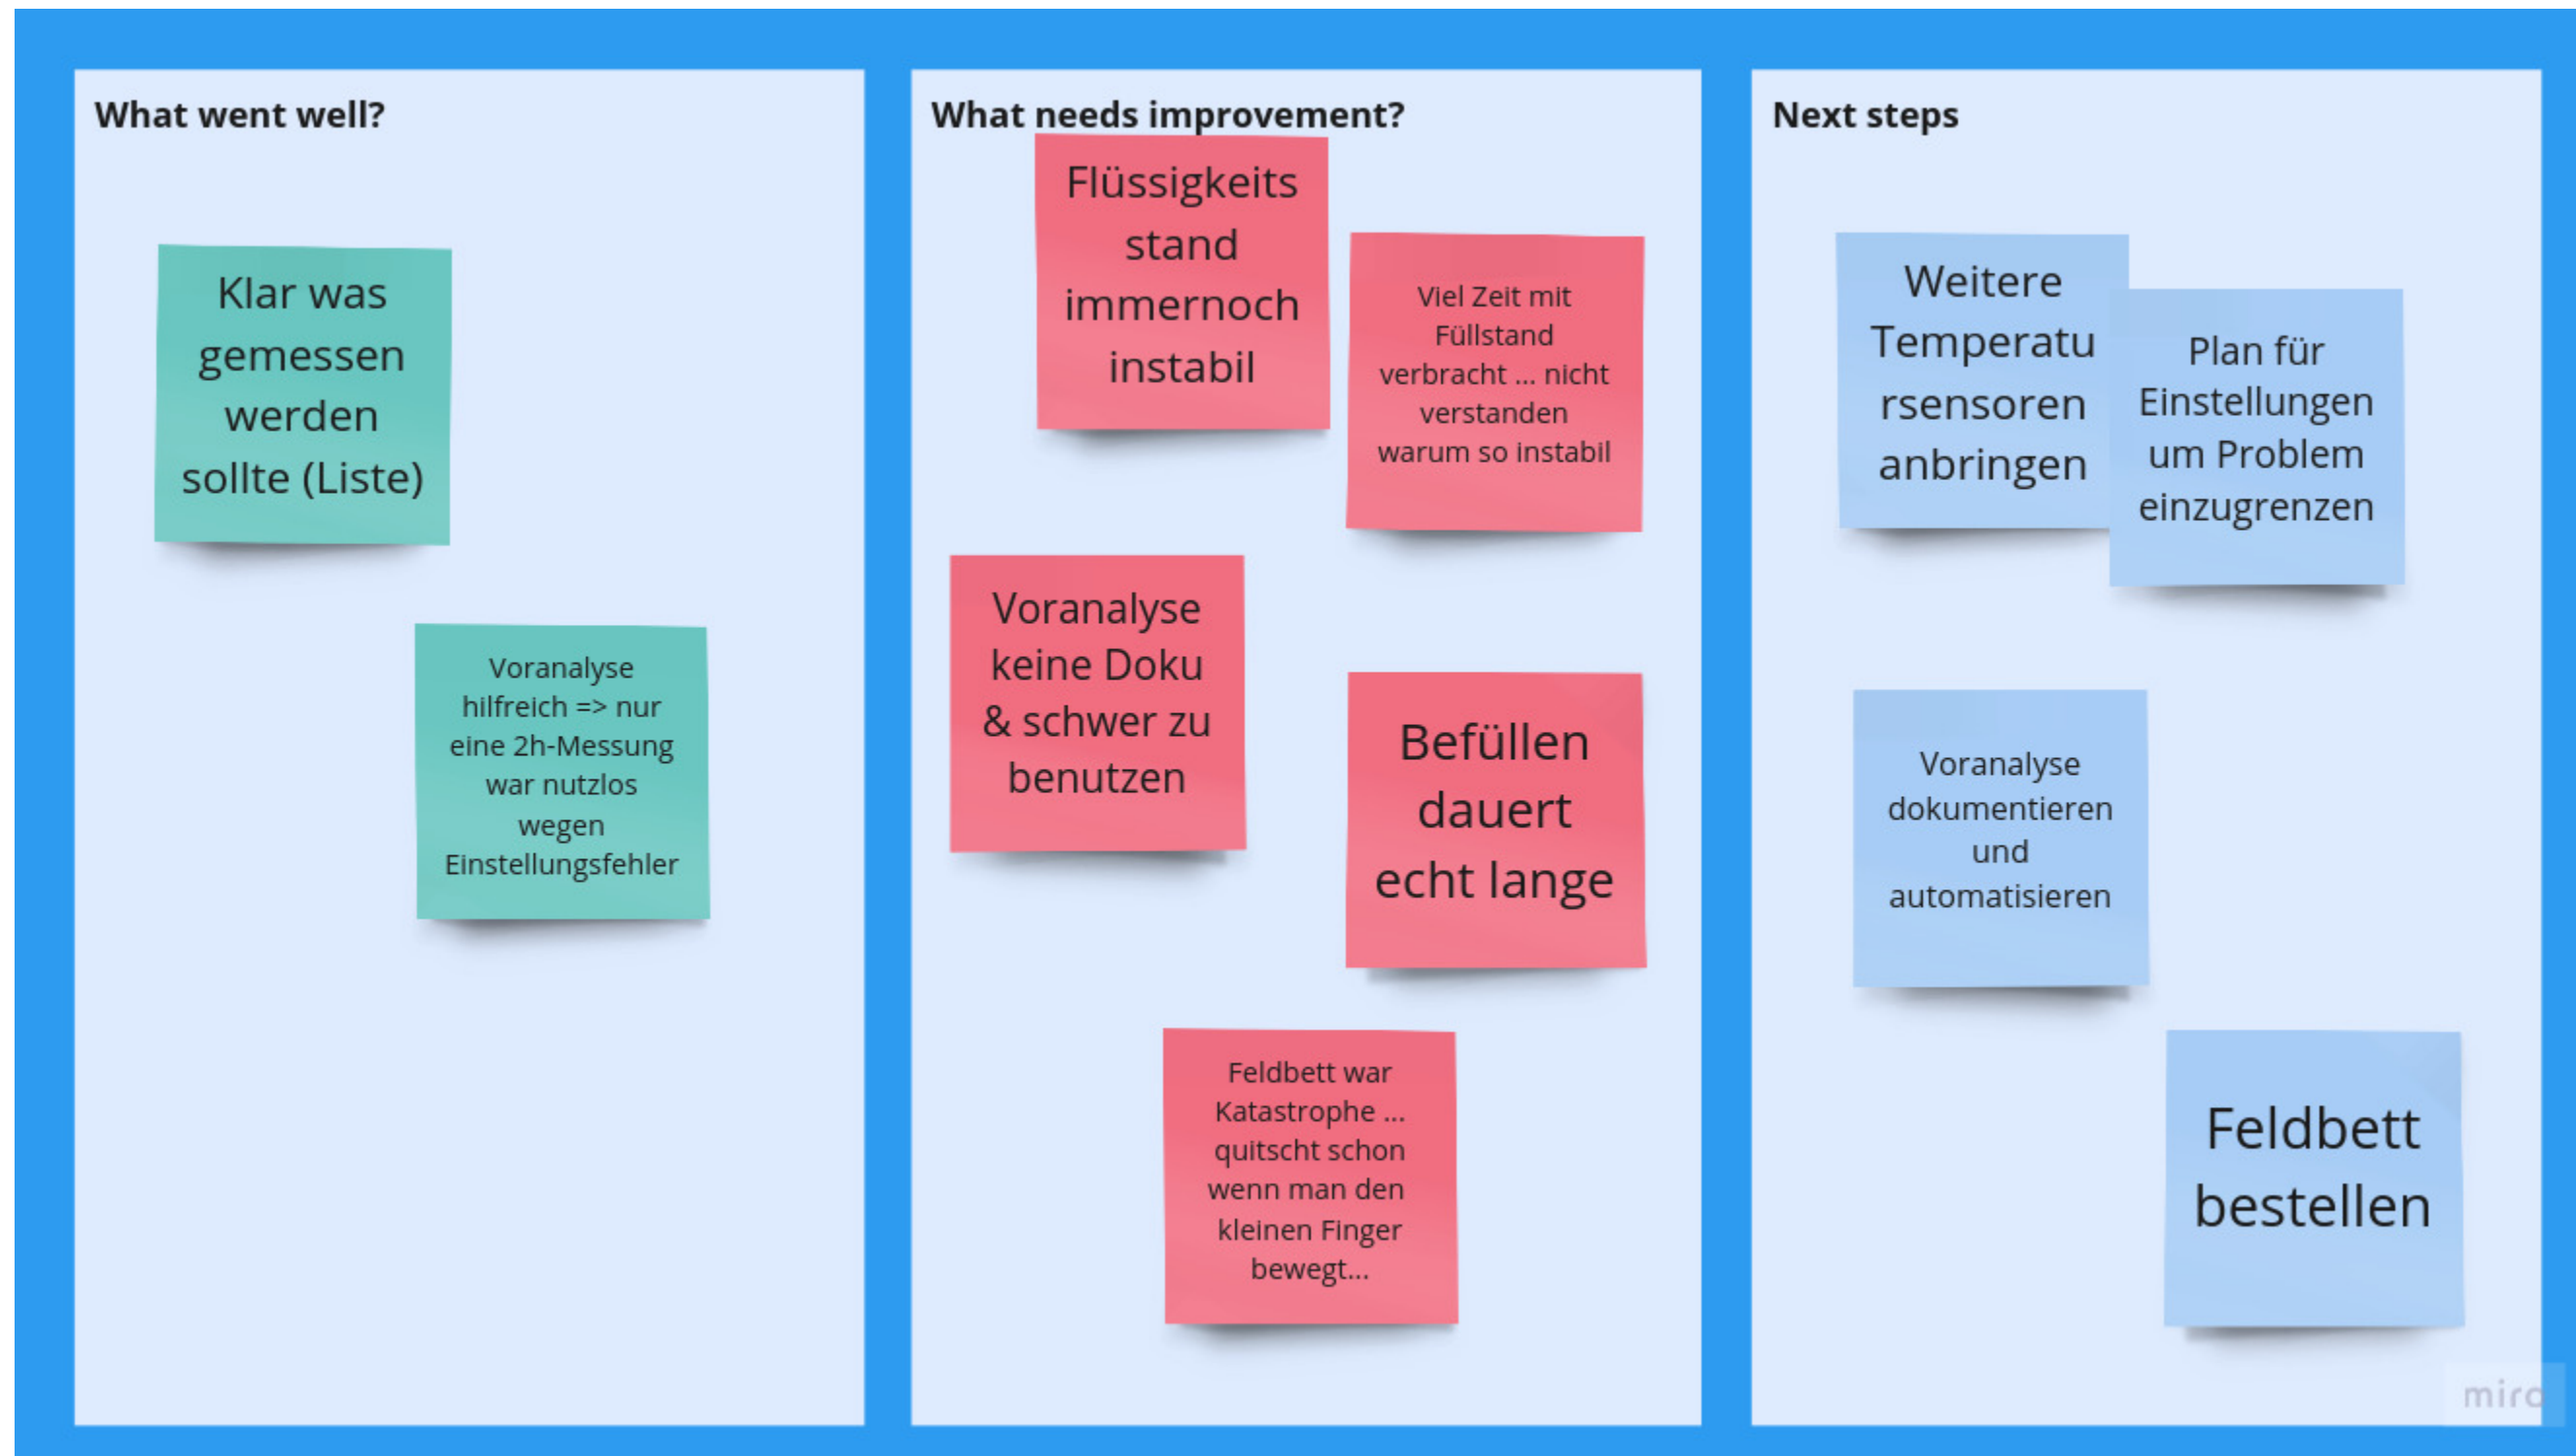 What went well?
Klar was
gemessen
werden
sollte (Liste)
Voranalyse
hilfreich => nur
eine 2h-Messung
war nutzlos
wegen
Einstellungsfehler
What needs improvement?
Flüssigkeits
stand
immernoch
instabil
Viel Zeit mit
Füllstand
verbracht ... nicht
verstanden
warum so instabil
Voranalyse
keine Doku
& schwer zu
benutzen
Befüllen
dauert
echt lange
Feldbett war
Katastrophe ...
quitscht schon
wenn man den
kleinen Finger
bewegt...
Next steps
Weitere
Temperatu
rsensoren
anbringen
Plan für
Einstellungen
um Problem
einzugrenzen
Voranalyse
dokumentieren
und
automatisieren
Feldbett
bestellen
miro